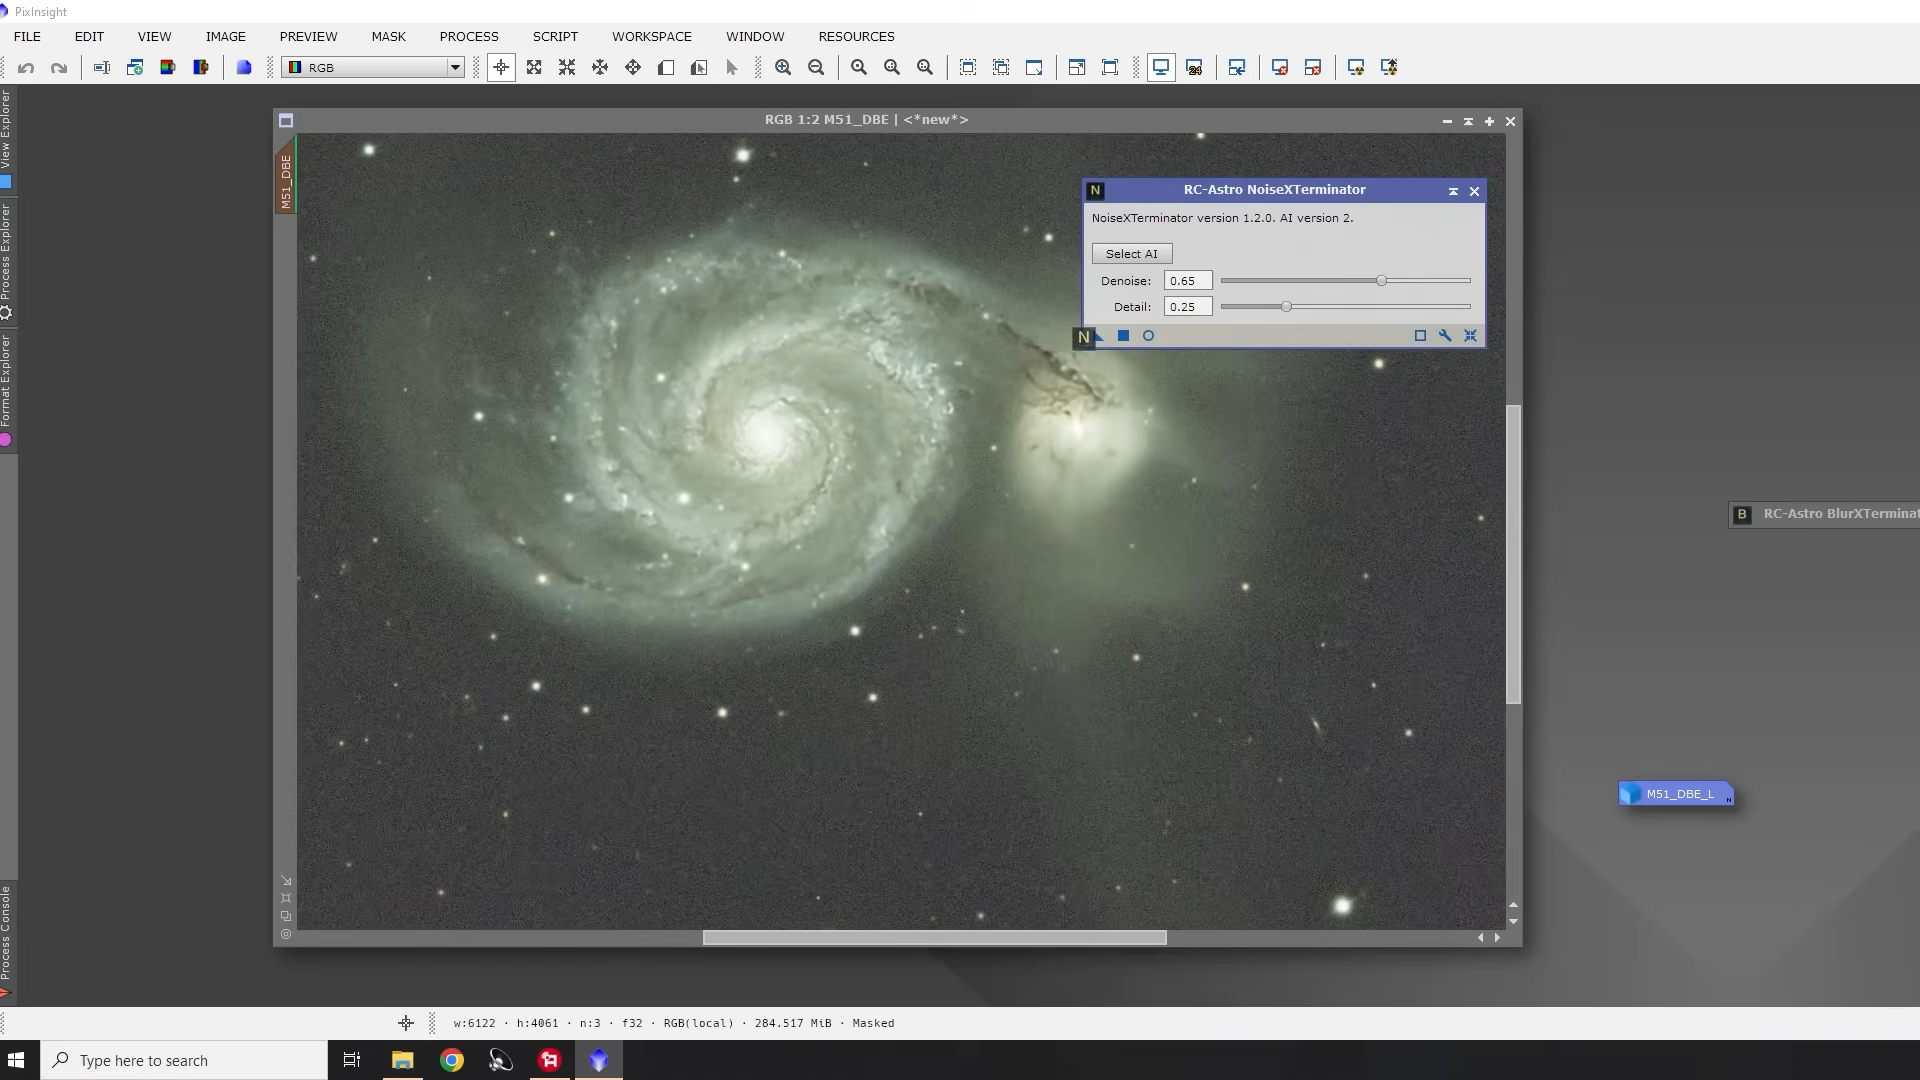 PixInsight
FILE EDIT VIEW IMAGE PREVIEW MASK PROCESS SCRIPT WORKSPACE WINDOW RESOURCES
RGB
24
View Explorer
Process Explorer
Format Explorer
Process Console
RGB 1:2 M51_DBE | <*new*>
M51_DBE
N RC-Astro NoiseXTerminator
NoiseXTerminator version 1.2.0. AI version 2.
Select AI
Denoise: 0.65
Detail: 0.25
N
B RC-Astro BlurXTerminat
M51_DBE_L
N
w:6122 · h:4061 · n:3 · f32 · RGB(local) · 284.517 MiB · Masked
Type here to search